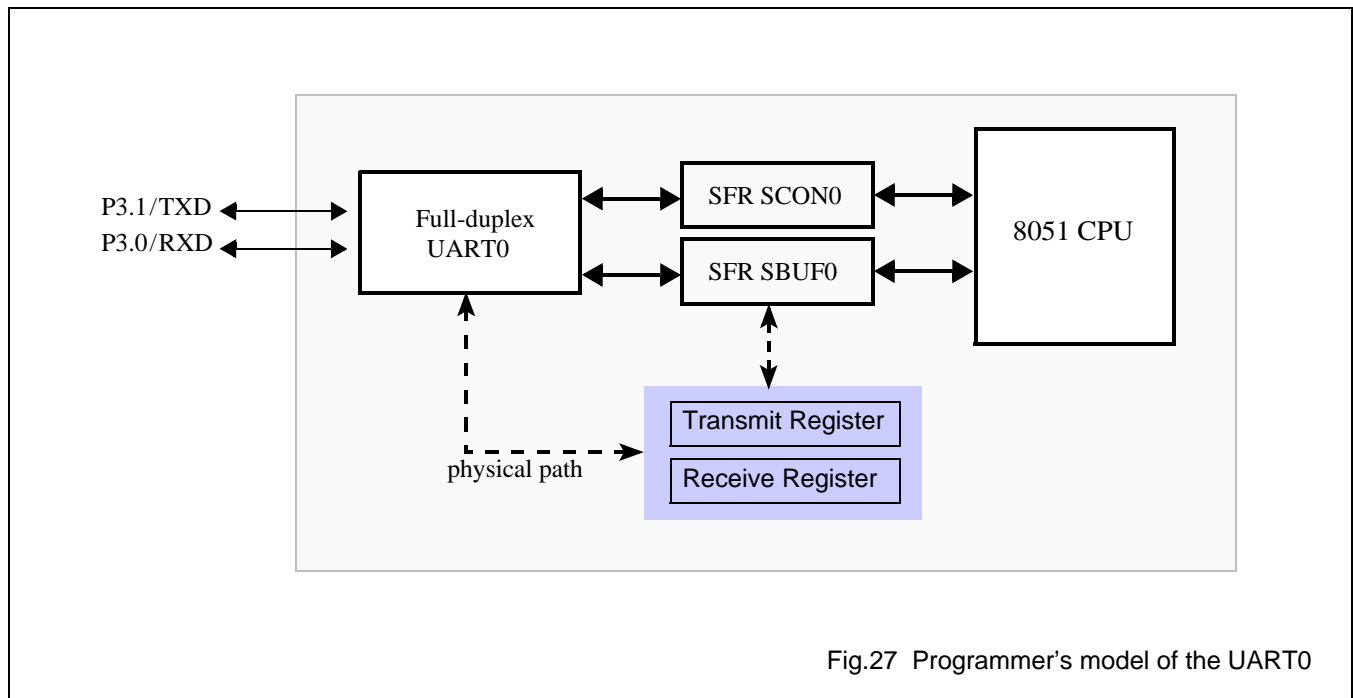 P3.1/TXD
P3.0/RXD
Full-duplex
UART0
SFR SCON0
SFR SBUF0
8051 CPU
Transmit Register
Receive Register
physical path
Fig.27 Programmer's model of the UART0